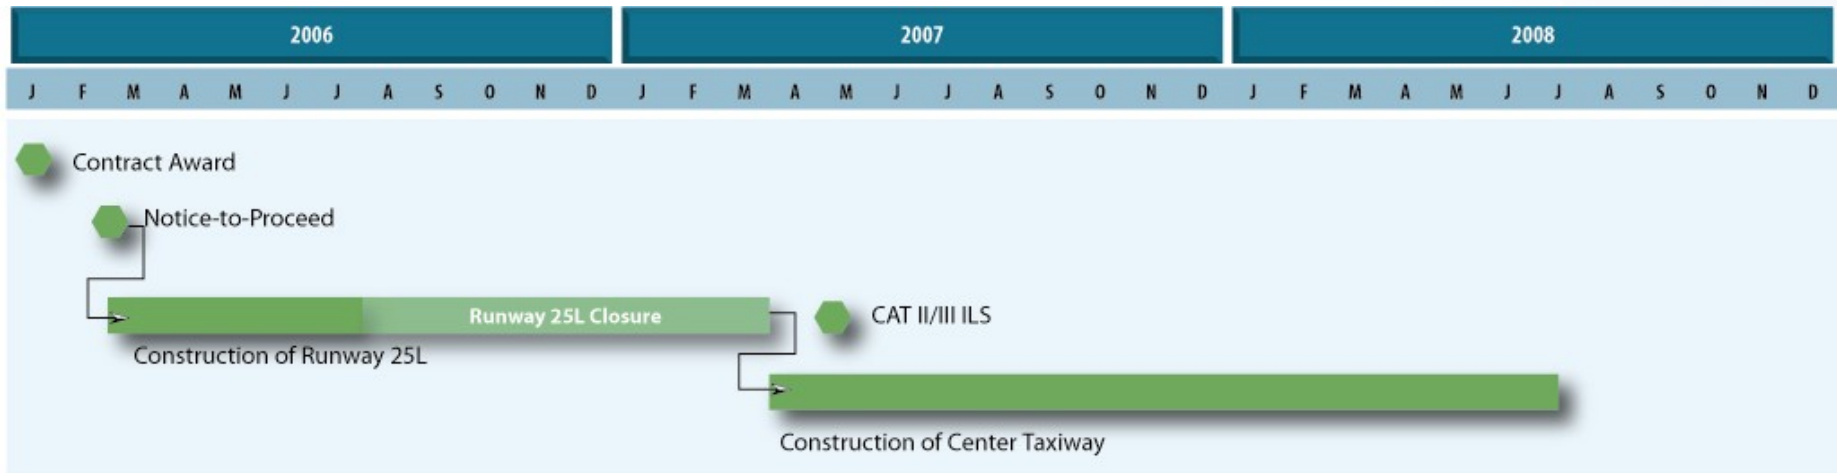 2006 2007 2008
J F M A M J J A S O N D J F M A M J J A S O N D J F M A M J J A S O N D
Contract Award
Notice-to-Proceed
Runway 25L Closure
CAT II/III ILS
Construction of Runway 25L
Construction of Center Taxiway